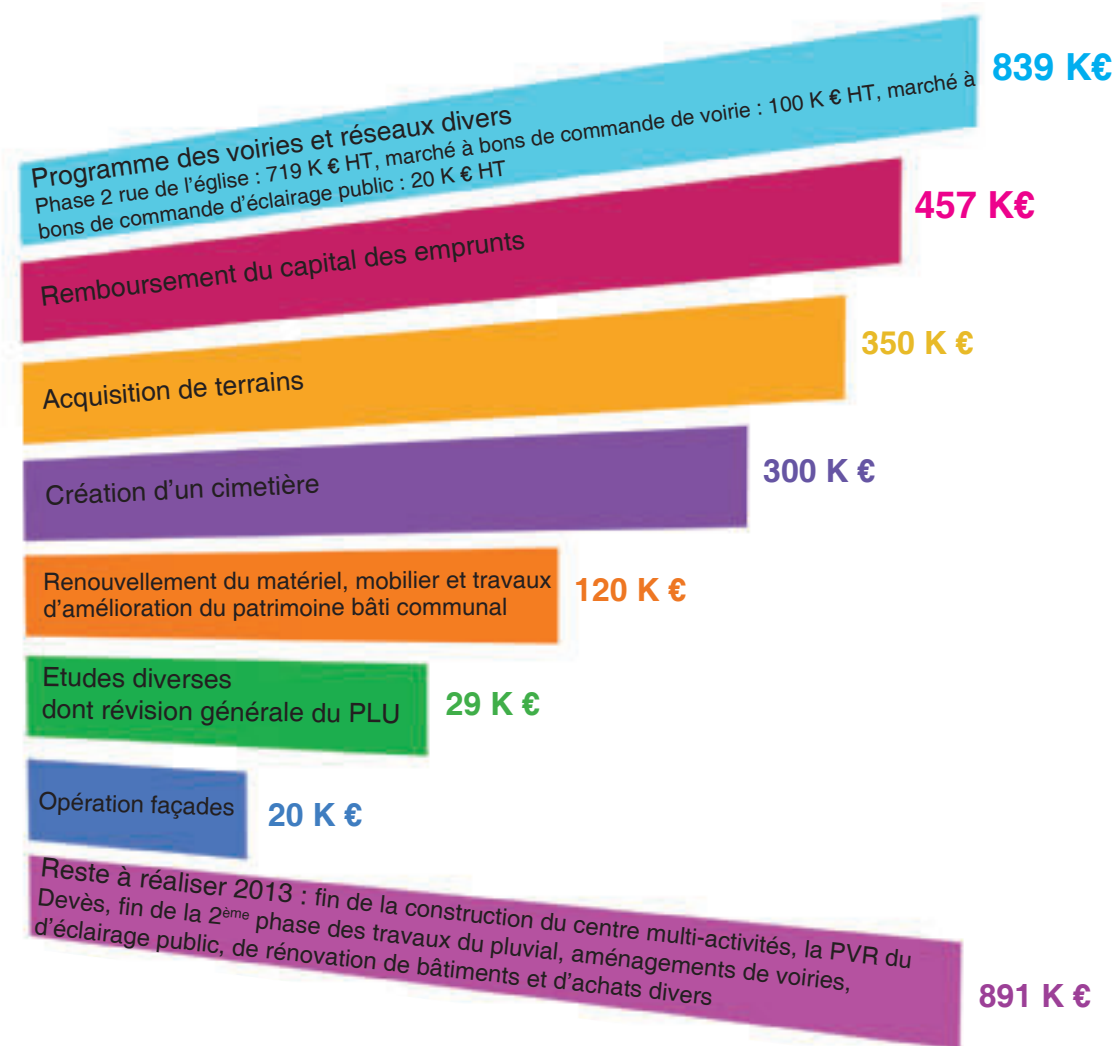 Programme des voiries et réseaux divers
Phase 2 rue de l'église : 719 K € HT, marché à bons de commande de voirie : 100 K € HT, marché à
bons de commande d'éclairage public : 20 K € HT
839 K€
Remboursement du capital des emprunts
457 K€
Acquisition de terrains
350 K €
Création d'un cimetière
300 K €
Renouvellement du matériel, mobilier et travaux
d'amélioration du patrimoine bâti communal
120 K €
Etudes diverses
dont révision générale du PLU
29 K €
Opération façades
20 K €
Reste à réaliser 2013 : fin de la construction du centre multi-activités, la PVR du
Devès, fin de la 2ème phase des travaux du pluvial, aménagements de voiries,
d'éclairage public, de rénovation de bâtiments et d'achats divers
891 K €